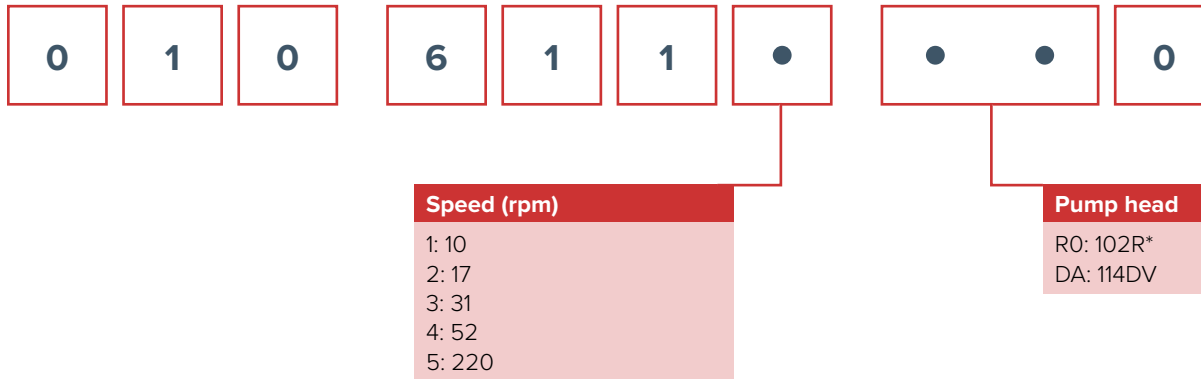 0 1 0 6 1 1 • • • 0
Speed (rpm)
1: 10
2: 17
3: 31
4: 52
5: 220
Pump head
R0: 102R*
DA: 114DV